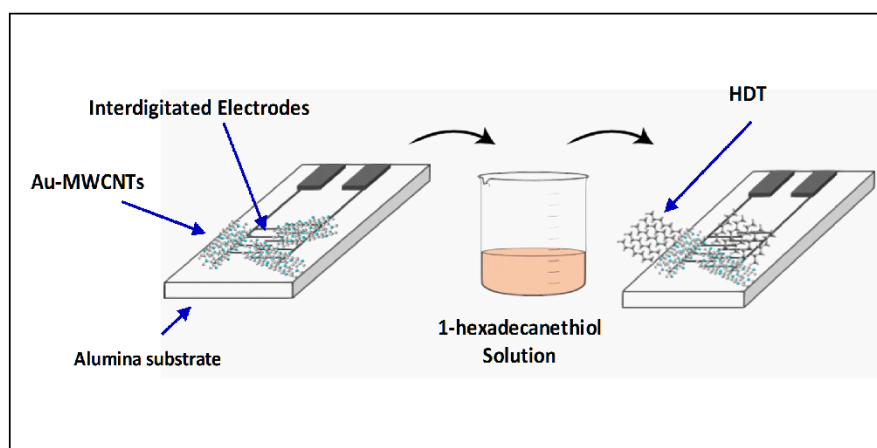 HDT
Interdigitated Electrodes
Au-MWCNTs
1-hexadecanethiol
Solution
Alumina substrate